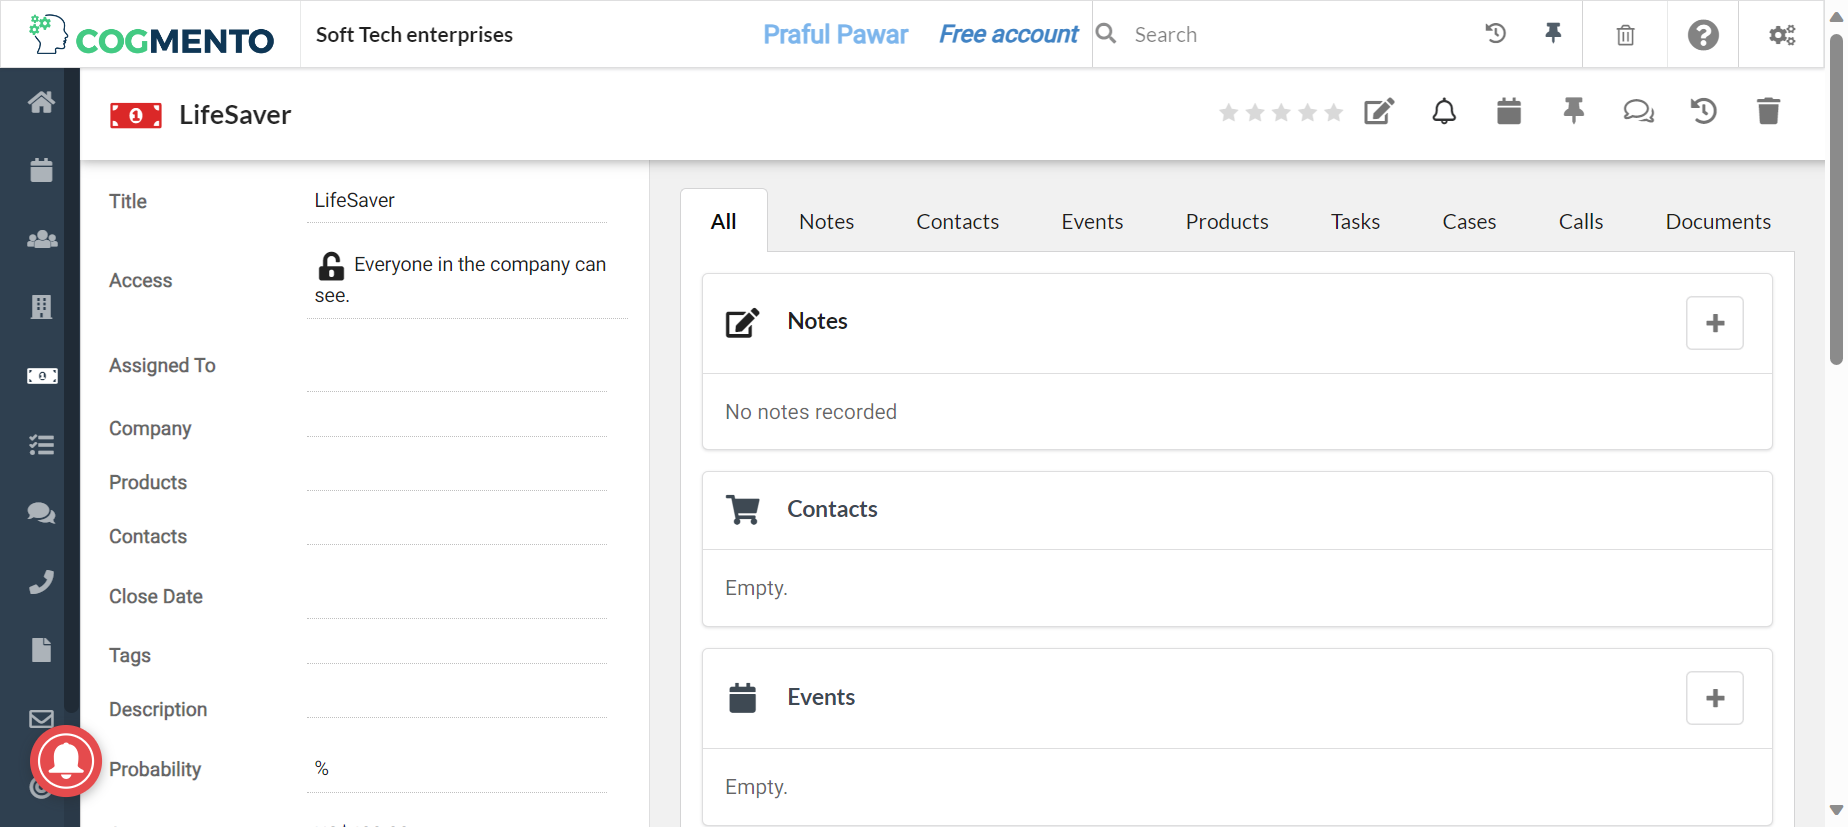 COGMENTO
Soft Tech enterprises
Praful Pawar
Free account
Search
LifeSaver
Title
LifeSaver
Access
Everyone in the company can
see.
Assigned To
Company
Products
Contacts
Close Date
Tags
Description
Probability
%
All
Notes
Contacts
Events
Products
Tasks
Cases
Calls
Documents
Notes
No notes recorded
Contacts
Empty.
Events
Empty.